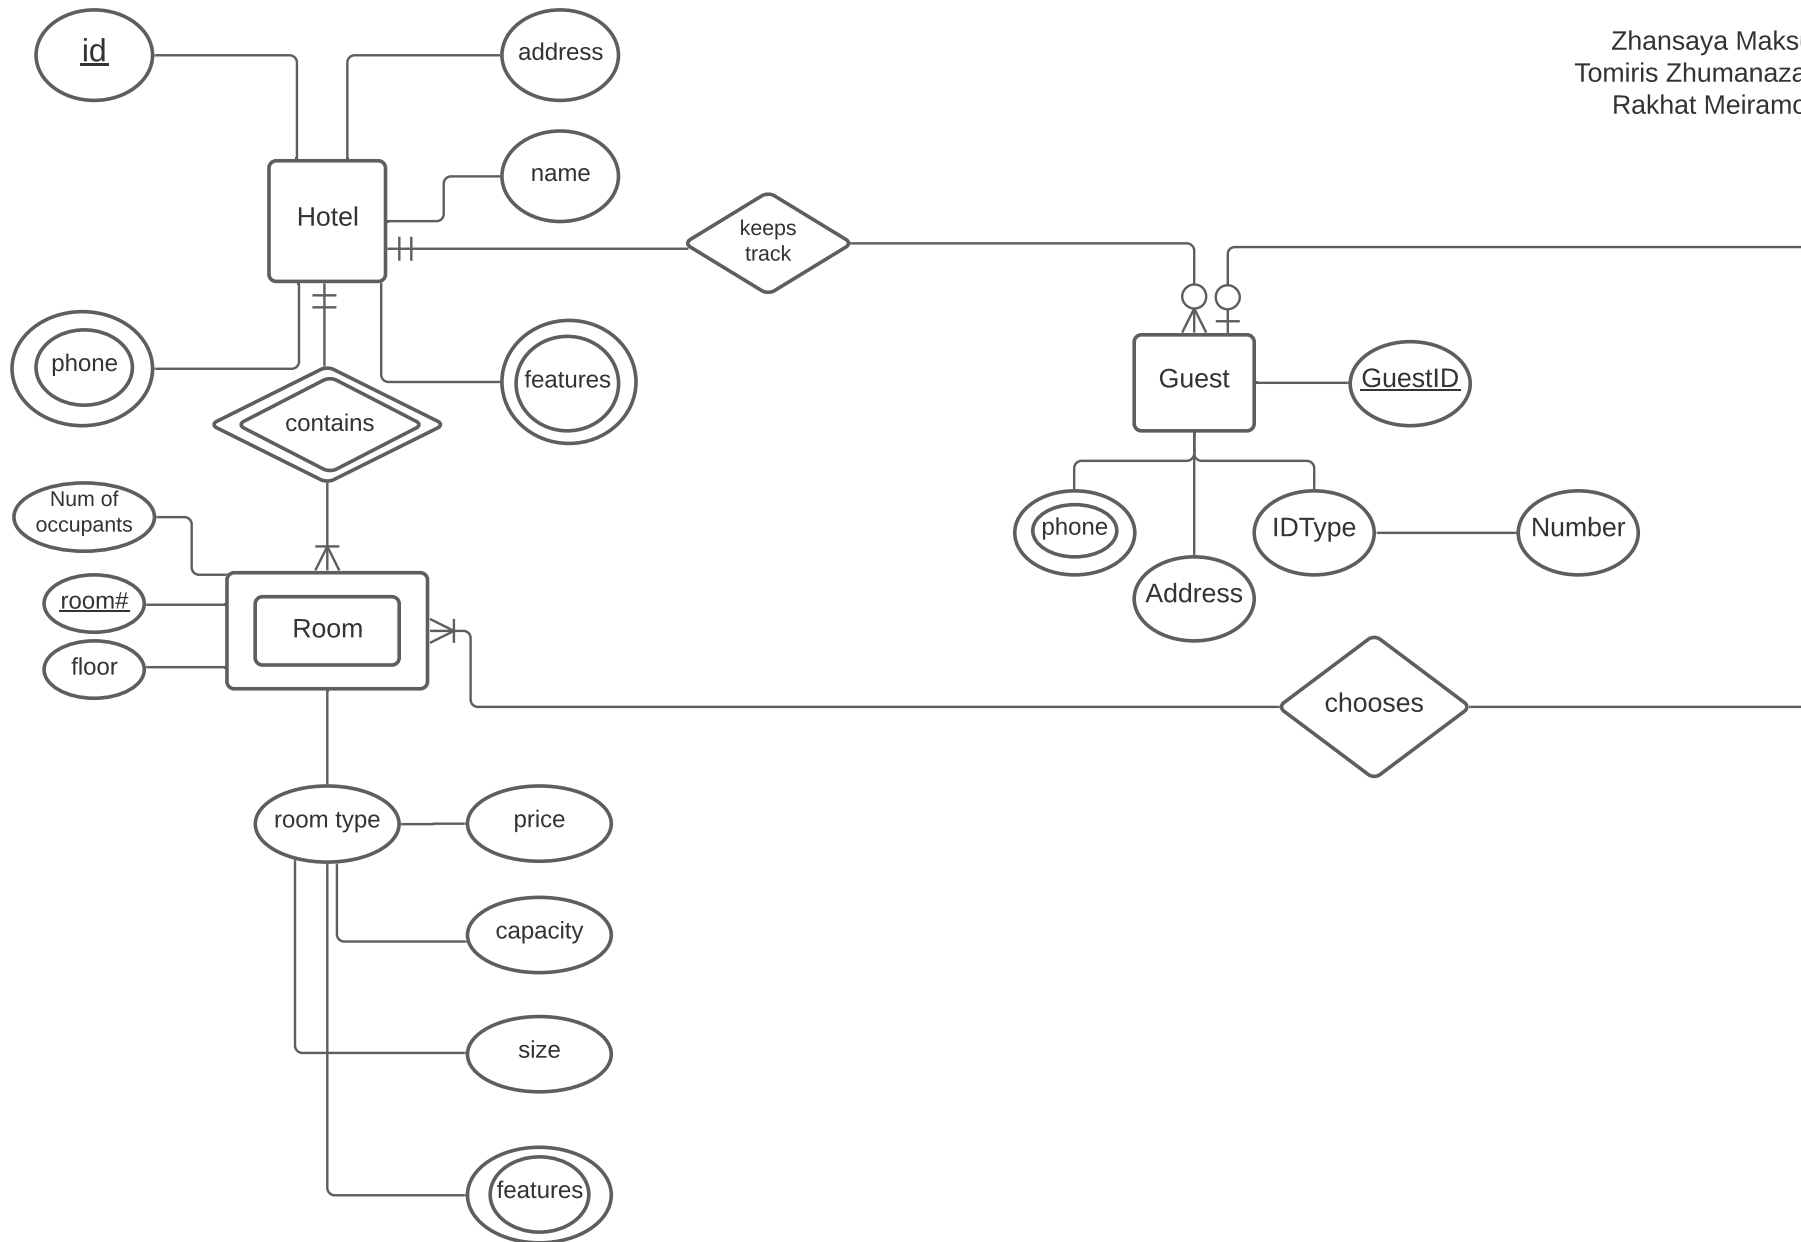 id
address
Zhansaya Maks
Tomiris Zhumanaza
Rakhat Meiramo
name
Hotel
keeps
track
phone
features
contains
Guest
GuestID
Num of
occupants
phone
IDType
Number
Address
room#
Room
floor
chooses
room type
price
capacity
size
features